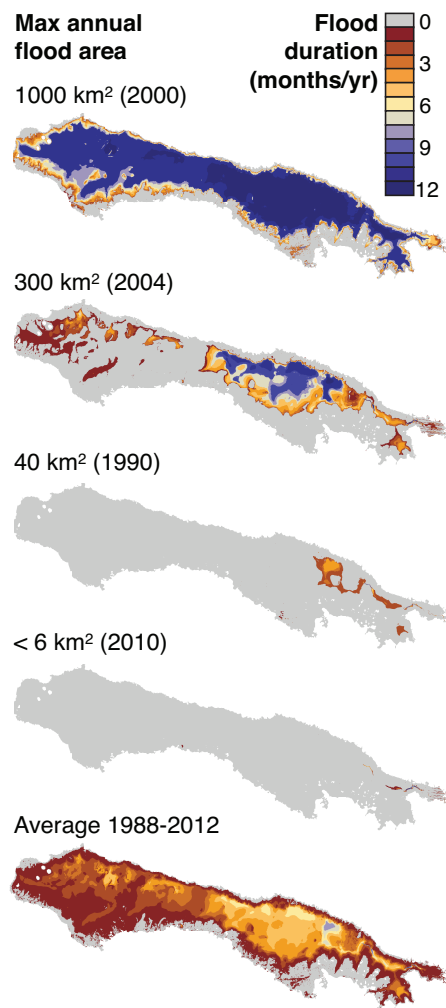 Max annual
flood area
Flood
duration
(months/yr)
0
3
6
9
12
1000 km² (2000)
300 km² (2004)
40 km² (1990)
< 6 km² (2010)
Average 1988-2012